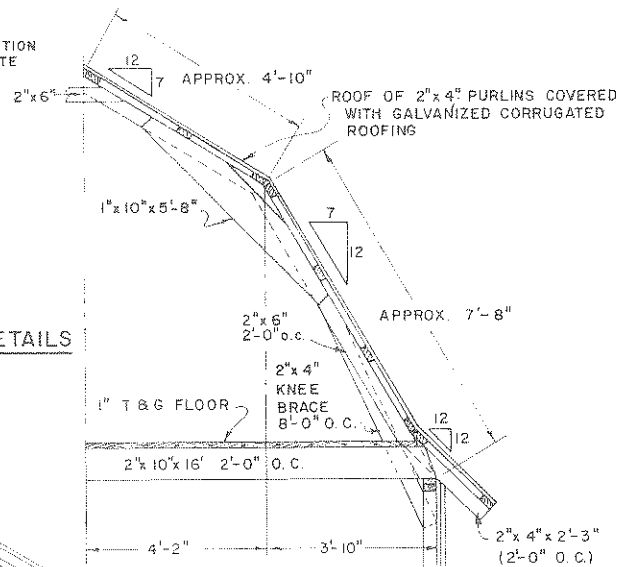 TION
TE
2"x6"
12
7
APPROX. 4'-10"
ROOF OF 2"x 4" PURLINS COVERED
WITH GALVANIZED CORRUGATED
ROOFING
1"x 10"x 5'-8"
7
12
2"x 6"
2'-0" o.c.
APPROX. 7'-8"
ETAILS
2"x 4"
KNEE
BRACE
8'-0" O.C.
1" T & G FLOOR
12
12
2"x 10"x 16' 2'-0" O.C.
4'-2"
3'-10"
2"x 4"x 2'-3"
(2'-0" O.C.)